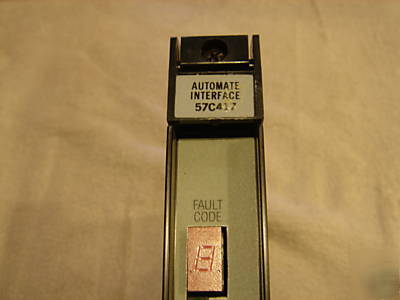 AUTOMATE
INTERFACE
57C417
FAULT
CODE